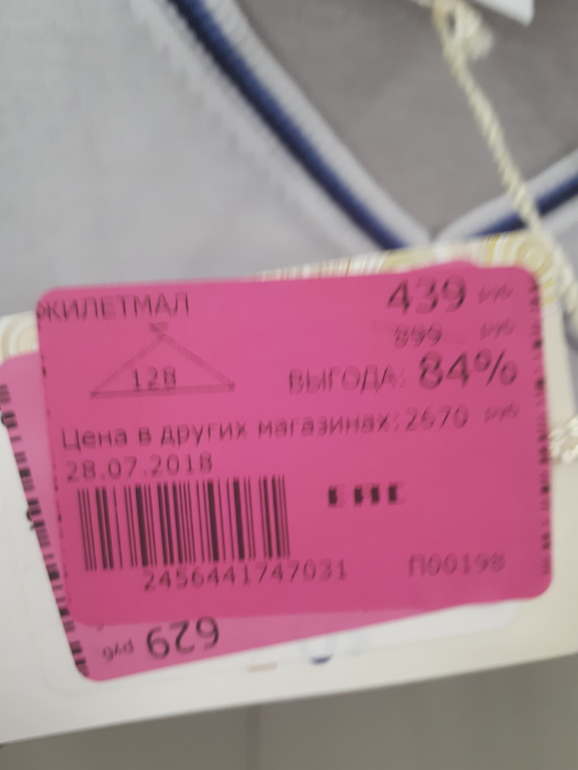 ЖИЛЕТМАЛ
439 руб
899 руб
128
ВЫГОДА: 84%
Цена в других магазинах: 2670 руб
28.07.2018
2456441747031
П00198
629 руб